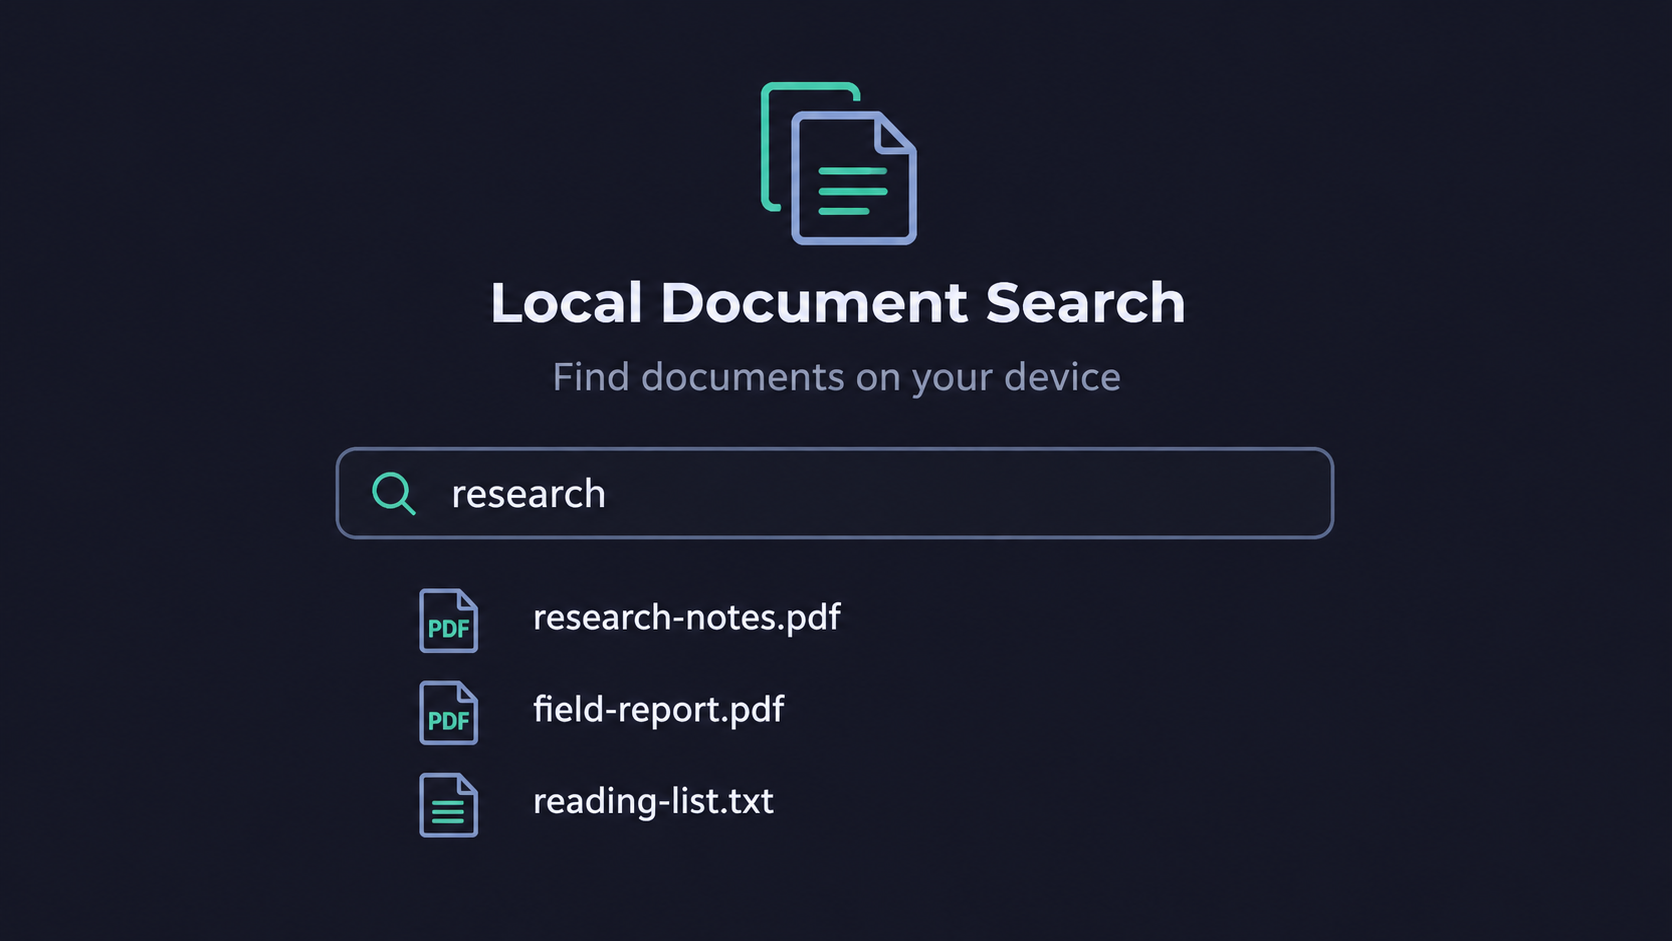 Local Document Search
Find documents on your device
research
PDF research-notes.pdf
PDF field-report.pdf
reading-list.txt